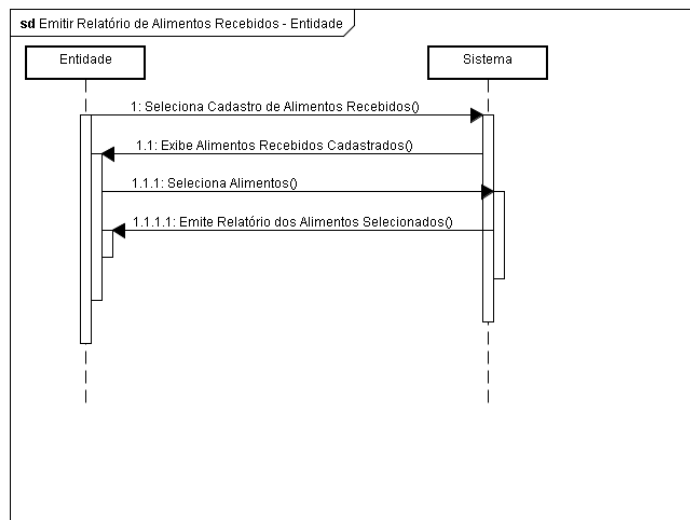 sd Emitir Relatório de Alimentos Recebidos - Entidade
Entidade
Sistema
1: Seleciona Cadastro de Alimentos Recebidos()
1.1: Exibe Alimentos Recebidos Cadastrados()
1.1.1: Seleciona Alimentos()
1.1.1.1: Emite Relatório dos Alimentos Selecionados()